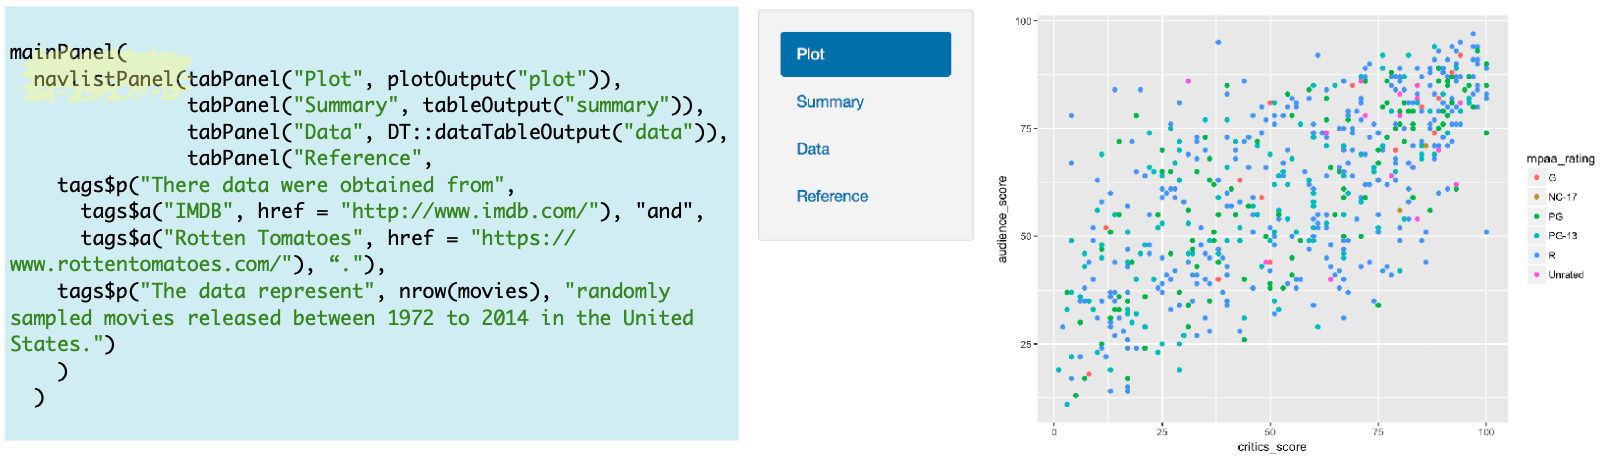 mainPanel(
navlistPanel(tabPanel("Plot", plotOutput("plot")),
tabPanel("Summary", tableOutput("summary")),
tabPanel("Data", DT::dataTableOutput("data")),
tabPanel("Reference",
tags$p("There data were obtained from",
tags$a("IMDB", href = "http://www.imdb.com/"), "and",
tags$a("Rotten Tomatoes", href = "https://
www.rottentomatoes.com/"), “."),
tags$p("The data represent", nrow(movies), "randomly
sampled movies released between 1972 to 2014 in the United
States.")
)
)
Plot
Summary
Data
Reference
audience_score
100
75
50
25
0
25
50
75
100
critics_score
mpaa_rating
G
NC-17
PG
PG-13
R
Unrated